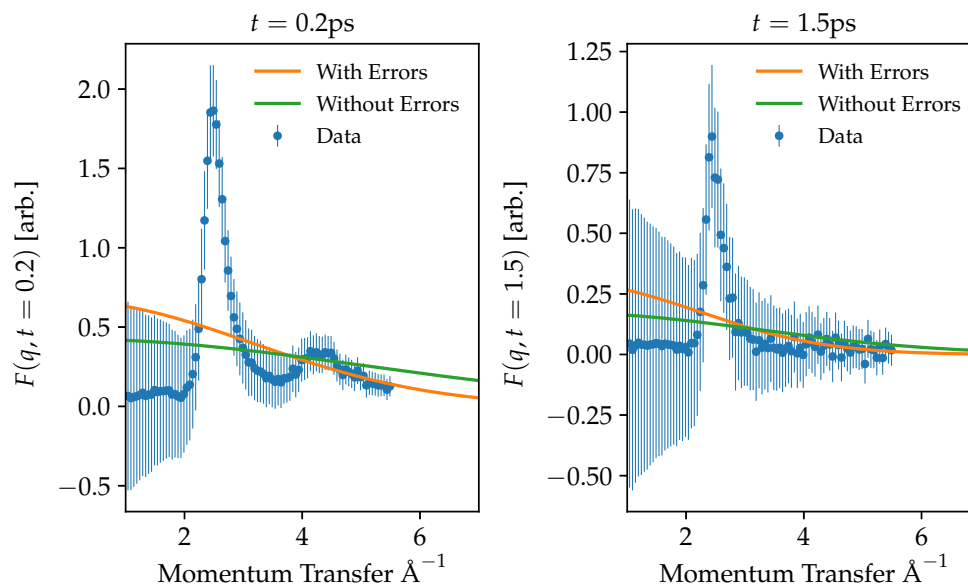 t = 0.2ps
F(q, t = 0.2) [arb.]
2.0
1.5
1.0
0.5
0.0
−0.5
With Errors
Without Errors
Data
2
4
6
Momentum Transfer Å⁻¹
t = 1.5ps
F(q, t = 1.5) [arb.]
1.25
1.00
0.75
0.50
0.25
0.00
−0.25
−0.50
With Errors
Without Errors
Data
2
4
6
Momentum Transfer Å⁻¹